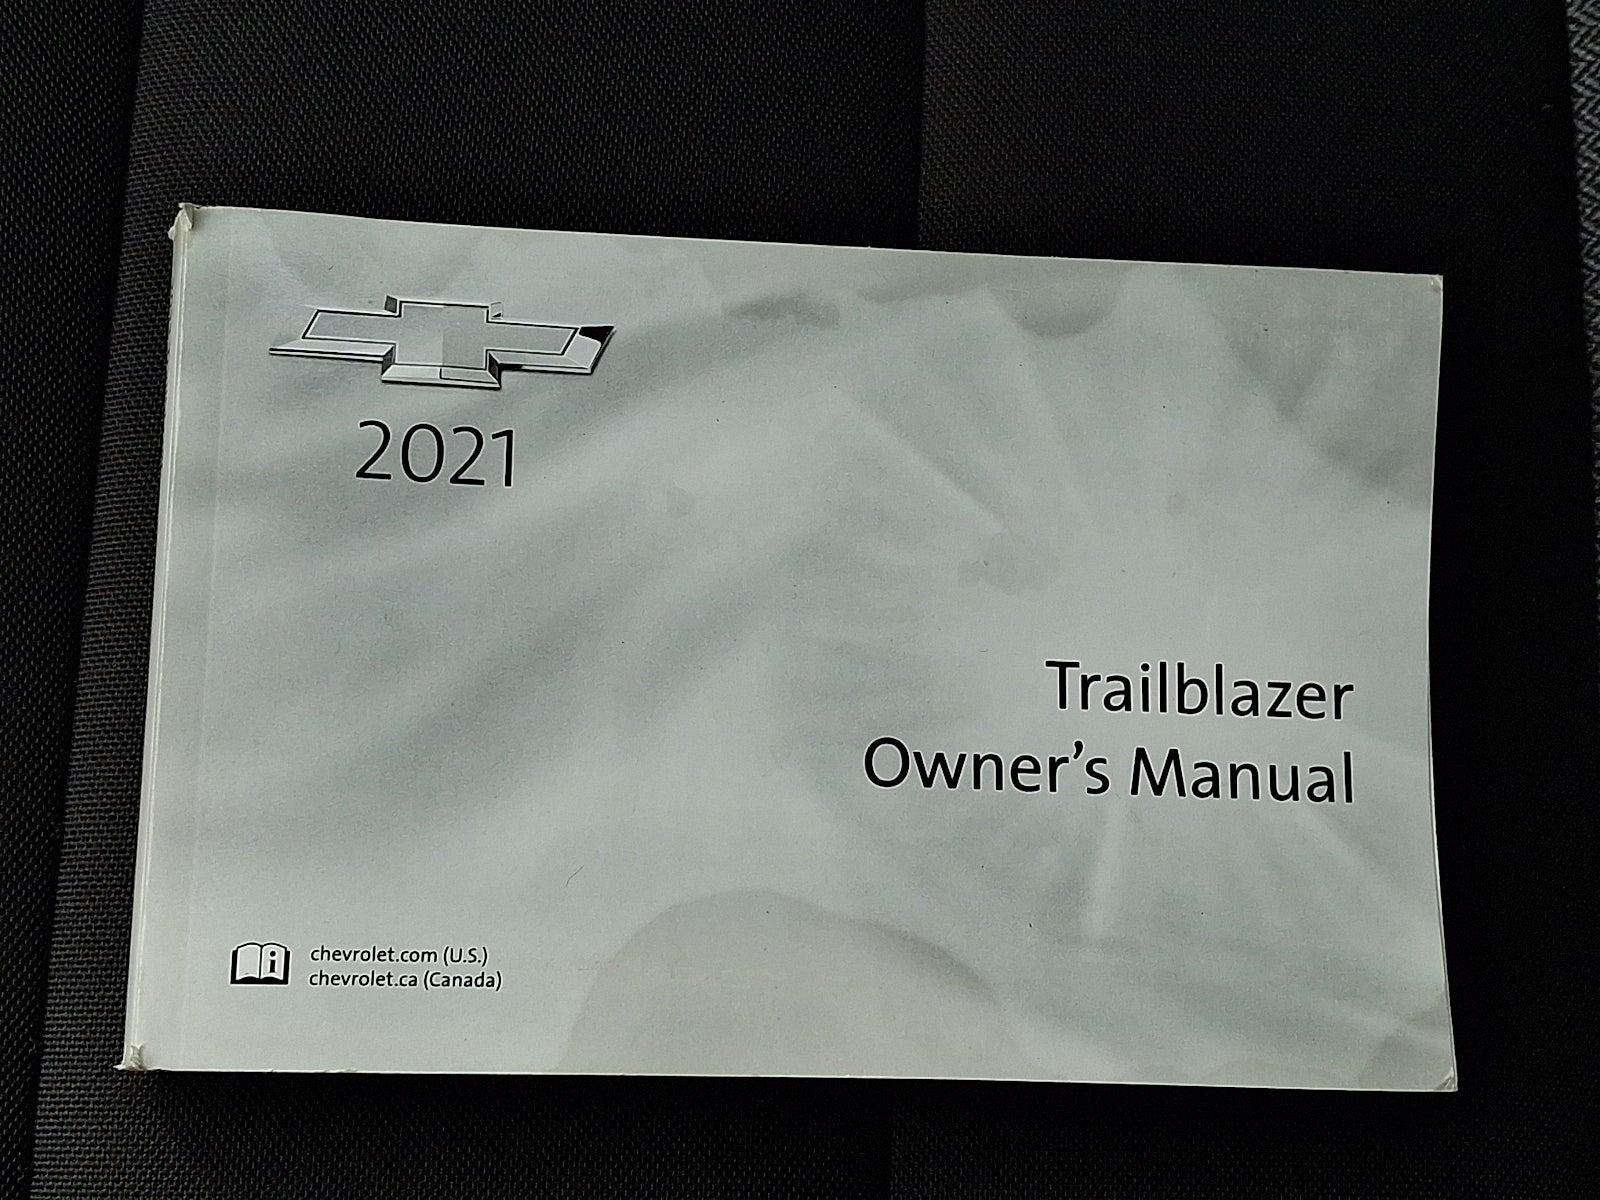 2021
Trailblazer
Owner's Manual
i
chevrolet.com (U.S.)
chevrolet.ca (Canada)